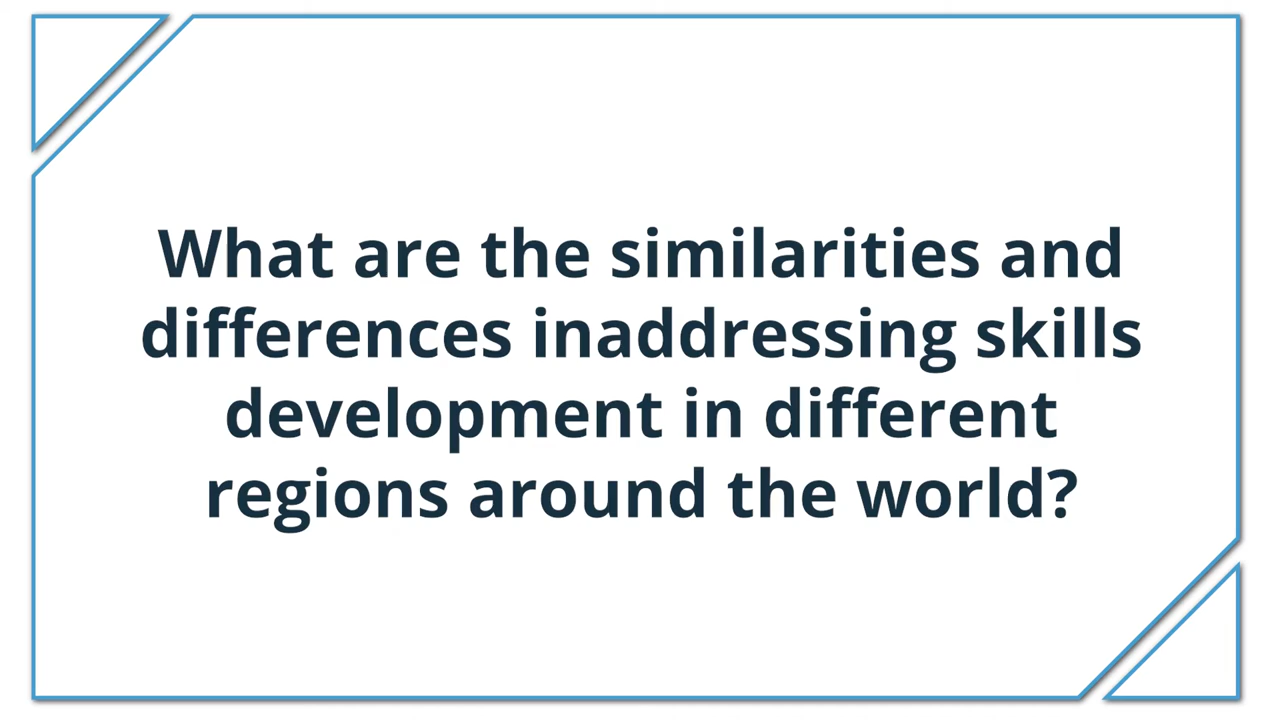 What are the similarities and
differences inaddressing skills
development in different
regions around the world?